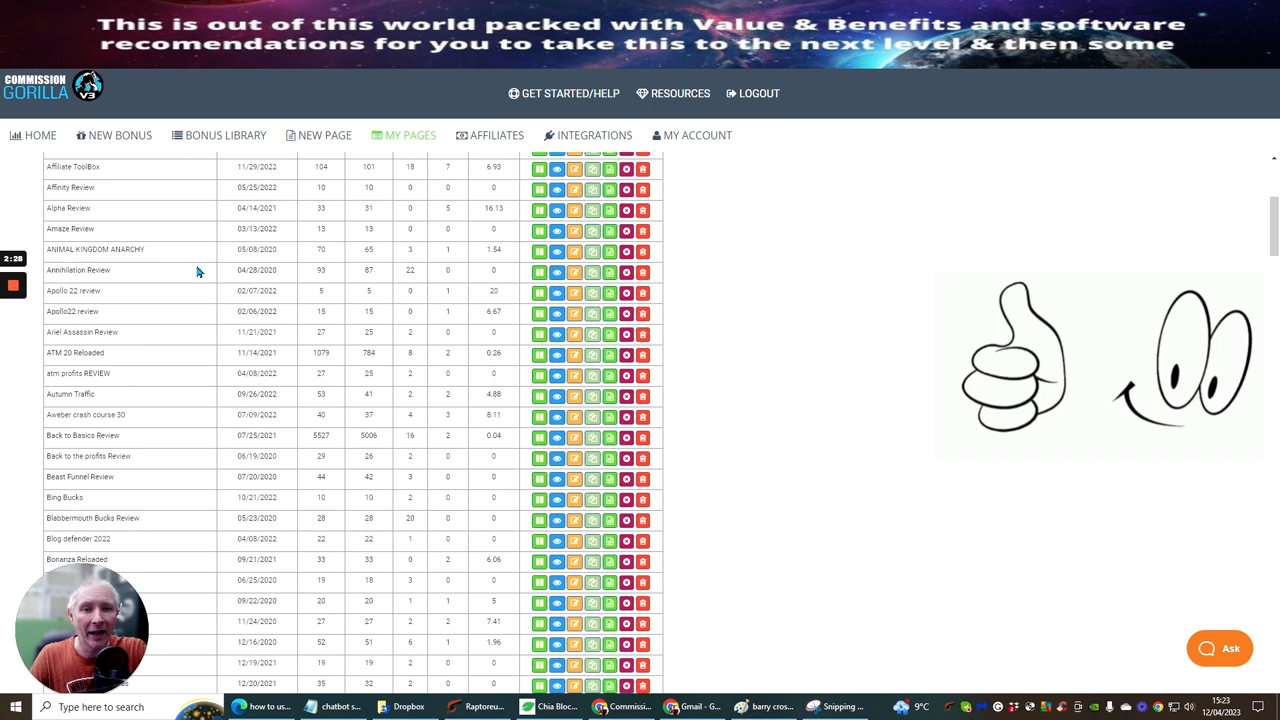 This is out of this world packed with Value & Benefits and software
recomendations for you to take this to the next level & then some
COMMISSION
GORILLA
V3
GET STARTED/HELP RESOURCES LOGOUT
HOME NEW BONUS BONUS LIBRARY NEW PAGE MY PAGES AFFILIATES INTEGRATIONS MY ACCOUNT
Affiliate ToolBox 11/29/2022 104 101 18 7 6.93
Affinity Review 05/25/2022 10 10 0 0 0
Alpha Review 04/14/2021 33 31 0 5 16.13
Amaze Review 03/13/2022 13 13 0 0 0
ANIMAL KINGDOM ANARCHY 05/08/2020 70 65 3 1 1.54
2:28
Annihilation Review 04/28/2020 93 87 22 0 0
Apollo 22 review 02/07/2022 5 5 0 1 20
Apollo22 review 02/06/2022 15 15 0 1 6.67
Ariel Assassin Review 11/21/2021 27 25 2 0 0
ATM 20 Reloaded 11/14/2021 1079 784 8 2 0.26
atm profits REVIEW 04/08/2022 27 25 2 0 0
Autumn Traffic 09/26/2022 53 41 2 2 4.88
Aweber crash course 30 07/09/2022 40 37 4 3 8.11
Back to Basics Review 07/25/2021 5527 5006 16 2 0.04
Back to the profits Review 06/19/2020 29 26 2 0 0
Beast Funnel Review 07/20/2020 44 42 3 0 0
Bing Bucks 10/21/2022 10 10 2 0 0
Blabbermouth Bucks Review 05/23/2020 28 28 20 0 0
Blog defender 2022 04/08/2022 22 22 1 0 0
Bonanza Reloaded 09/21/2021 33 33 0 2 6.06
06/25/2020 19 18 3 0 0
09/22/2020 20 20 1 1 5
11/24/2020 27 27 2 2 7.41
12/16/2020 52 51 6 1 1.96
12/19/2021 19 19 2 0 0
12/20/2021 35 32 2 0 0
Ask
Type here to search how to us... chatbot s... Dropbox Raptoreu... Chia Bloc... Commissi... Gmail - G... barry cros... Snipping ... 9°C 15:23
12/04/2023